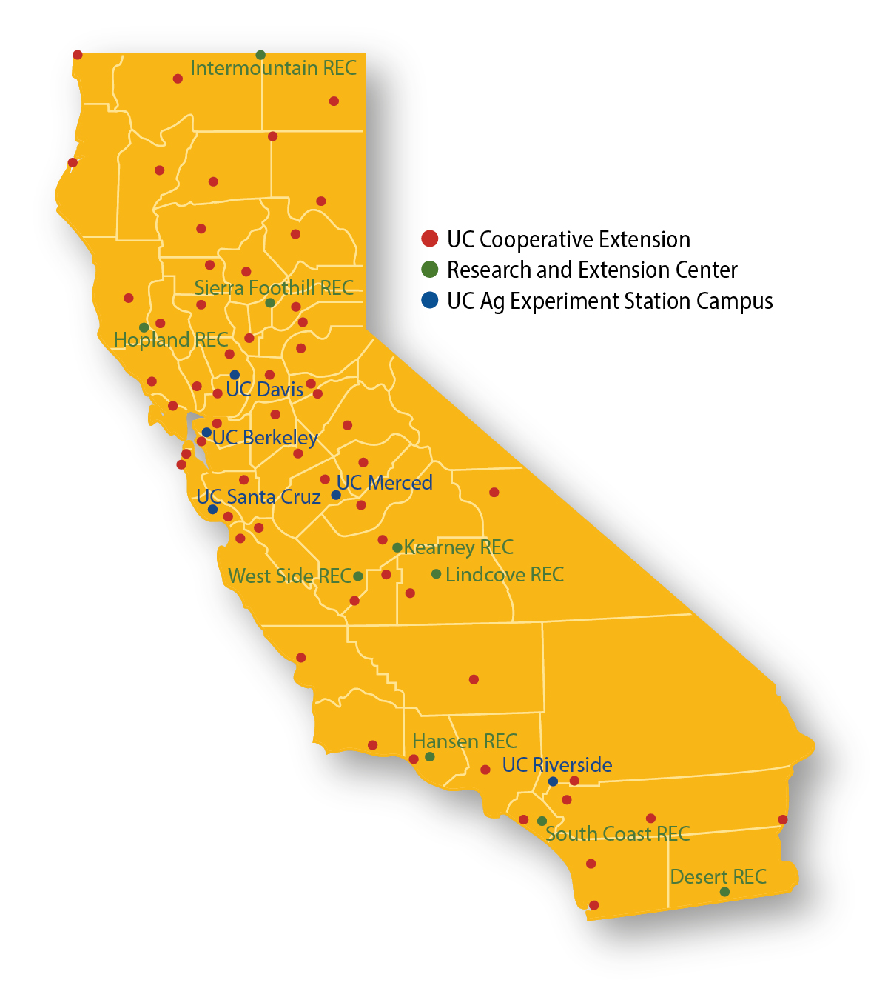 Intermountain REC
UC Cooperative Extension
Research and Extension Center
UC Ag Experiment Station Campus
Sierra Foothill REC
Hopland REC
UC Davis
UC Berkeley
UC Merced
UC Santa Cruz
Kearney REC
West Side REC
Lindcove REC
Hansen REC
UC Riverside
South Coast REC
Desert REC